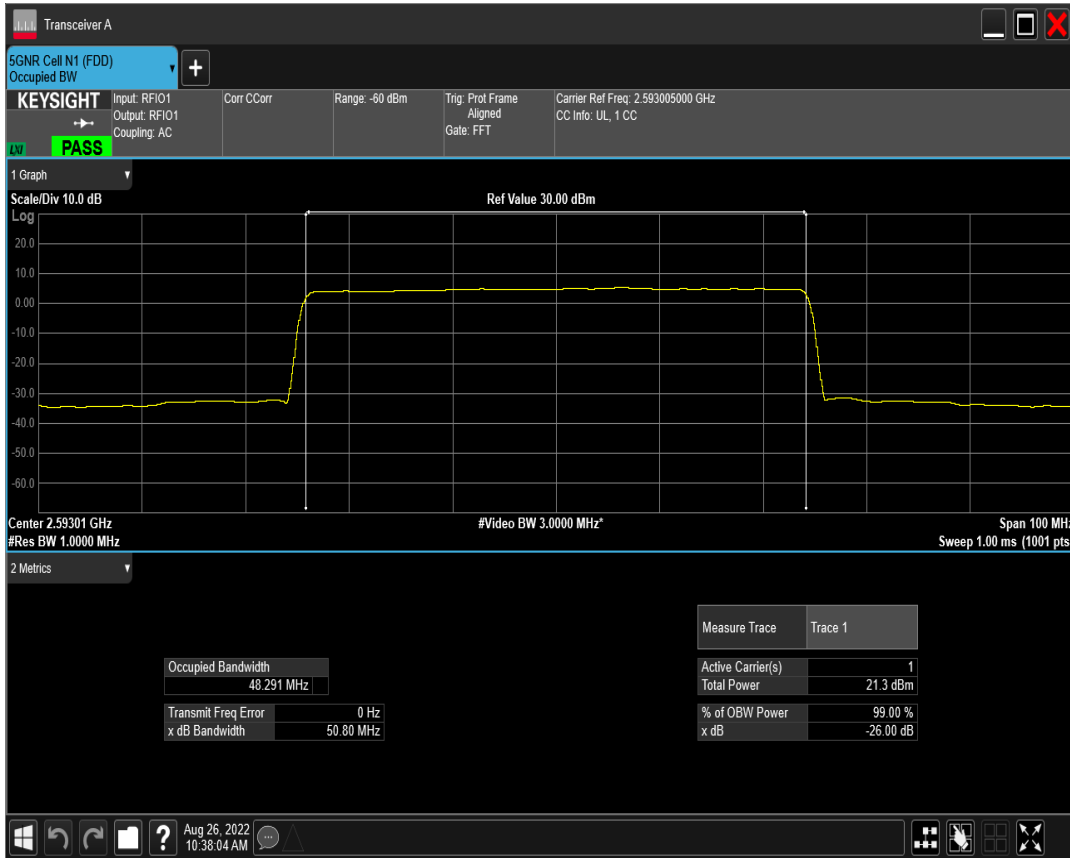 Transceiver A
5GNR Cell N1 (FDD)
Occupied BW
+
KEYSIGHT
LXI
PASS
Input: RFIO1
Output: RFIO1
Coupling: AC
Corr CCorr
Range: -60 dBm
Trig: Prot Frame
Aligned
Gate: FFT
Carrier Ref Freq: 2.593005000 GHz
CC Info: UL, 1 CC
1 Graph
Scale/Div 10.0 dB
Ref Value 30.00 dBm
Log
20.0
10.0
0.00
-10.0
-20.0
-30.0
-40.0
-50.0
-60.0
Center 2.59301 GHz
#Video BW 3.0000 MHz*
Span 100 MHz
#Res BW 1.0000 MHz
Sweep 1.00 ms (1001 pts
2 Metrics
Measure Trace Trace 1
Occupied Bandwidth
48.291 MHz
Active Carrier(s) 1
Total Power 21.3 dBm
Transmit Freq Error 0 Hz
x dB Bandwidth 50.80 MHz
% of OBW Power 99.00 %
x dB -26.00 dB
?
Aug 26, 2022
10:38:04 AM